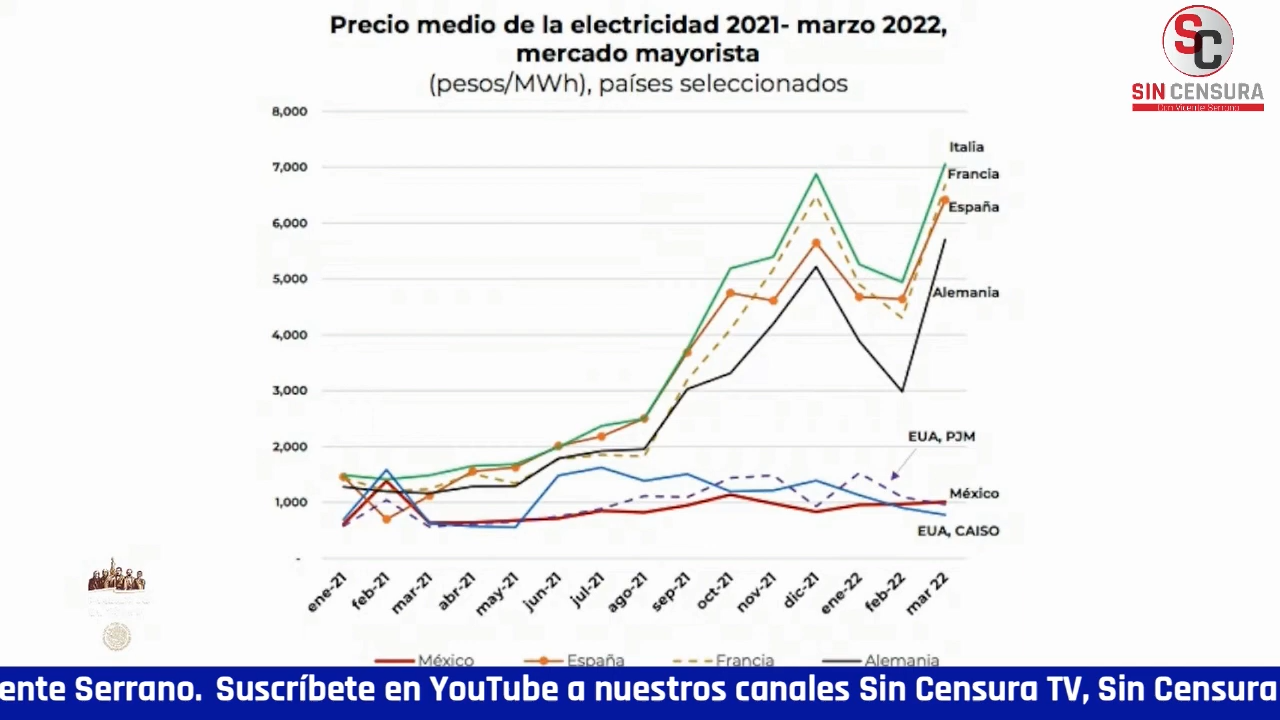 Precio medio de la electricidad 2021- marzo 2022,
mercado mayorista
(pesos/MWh), países seleccionados
SC
SIN CENSURA
Con Vicente Serrano
8,000
7,000
6,000
5,000
4,000
3,000
2,000
1,000
-
Italia
Francia
España
Alemania
EUA, PJM
México
EUA, CAISO
ene-21
feb-21
mar-21
abr-21
may-21
jun-21
jul-21
ago-21
sep-21
oct-21
nov-21
dic-21
ene-22
feb-22
mar 22
México España Francia Alemania
ente Serrano. Suscríbete en YouTube a nuestros canales Sin Censura TV, Sin Censura